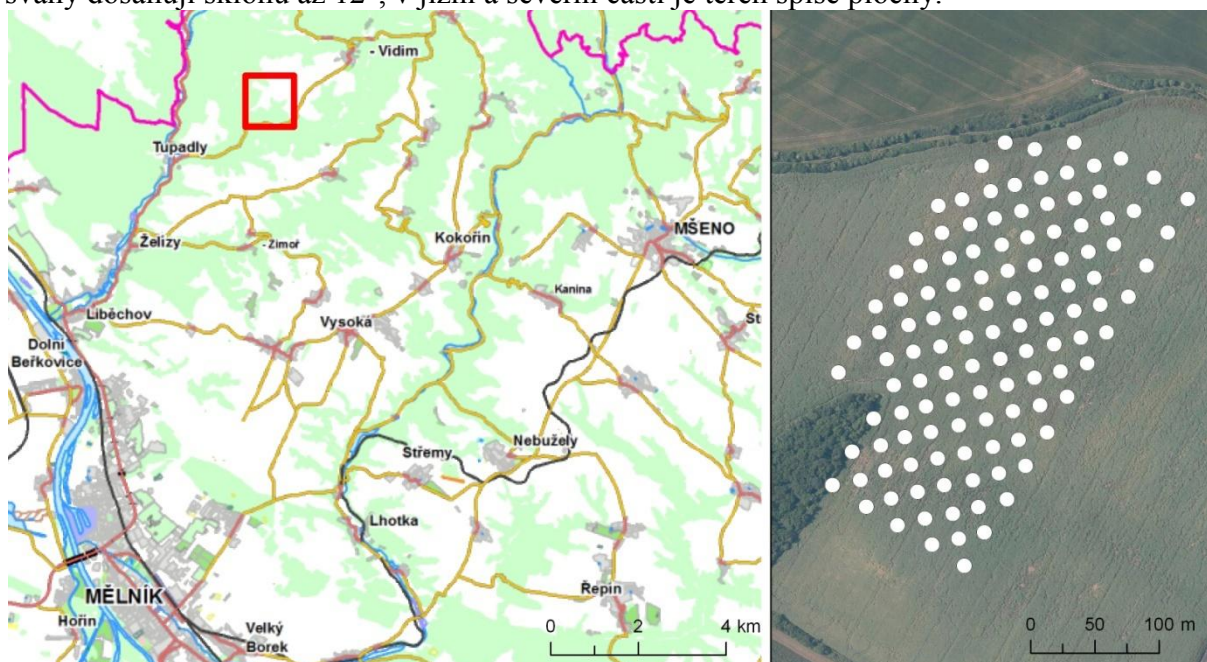 svahy dosahují sklonu až 12°, v jižní a severní části je terén spíše plochý.
- Vidim
Tupadly
Želízy
- Zimoř
Kokořín
MŠENO
Kanina
Liběchov
Vysoká
Dolní
Beřkovice
Střemy
Nebužely
Lhotka
MĚLNÍK
Hořin
Velký
Borek
Řepín
0 2 4 km
0 50 100 m